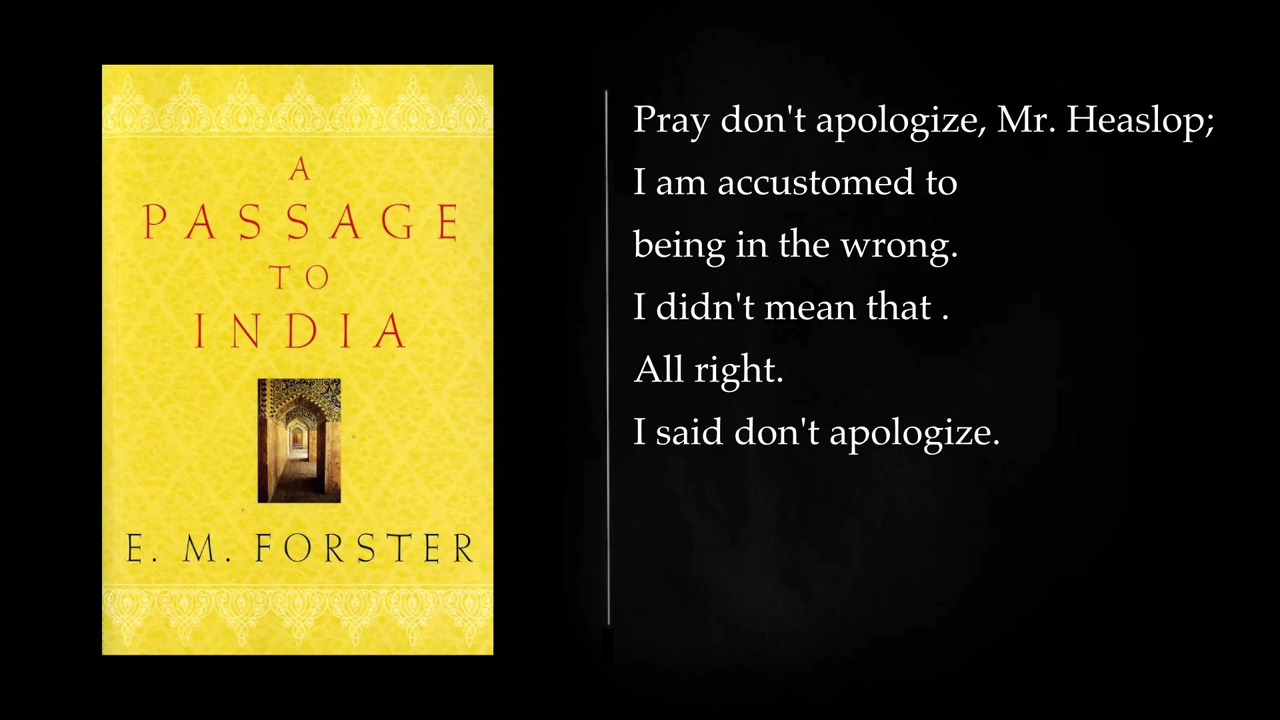 A
PASSAGE
TO
INDIA
E. M. FORSTER
Pray don't apologize, Mr. Heaslop;
I am accustomed to
being in the wrong.
I didn't mean that .
All right.
I said don't apologize.